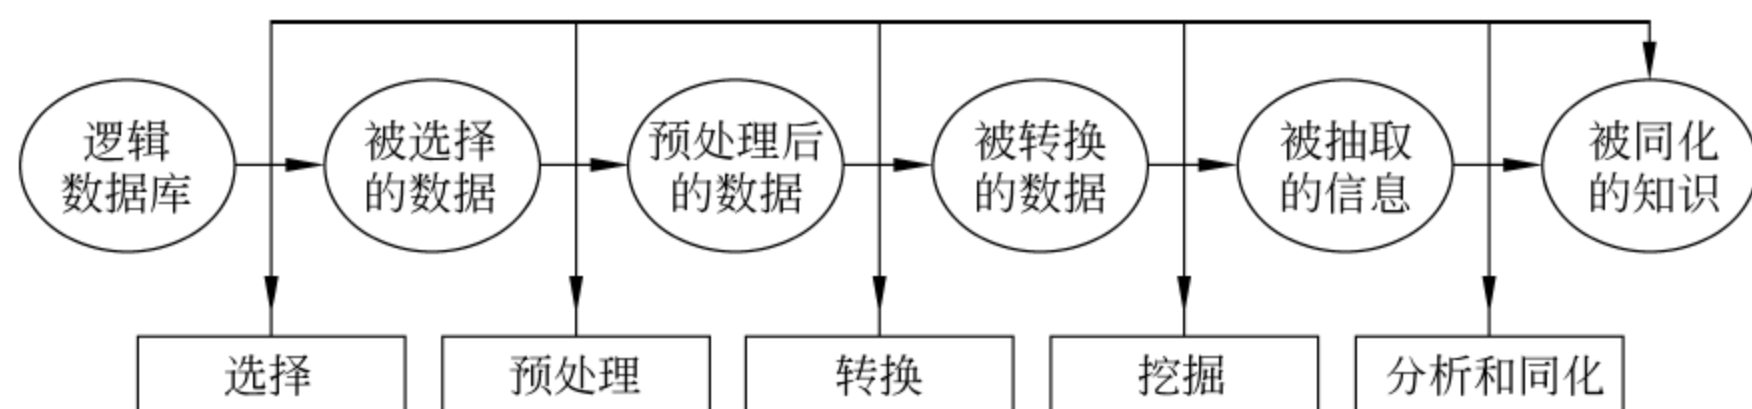 逻辑
数据库
被选择
的数据
预处理后
的数据
被转换
的数据
被抽取
的信息
被同化
的知识
选择
预处理
转换
挖掘
分析和同化